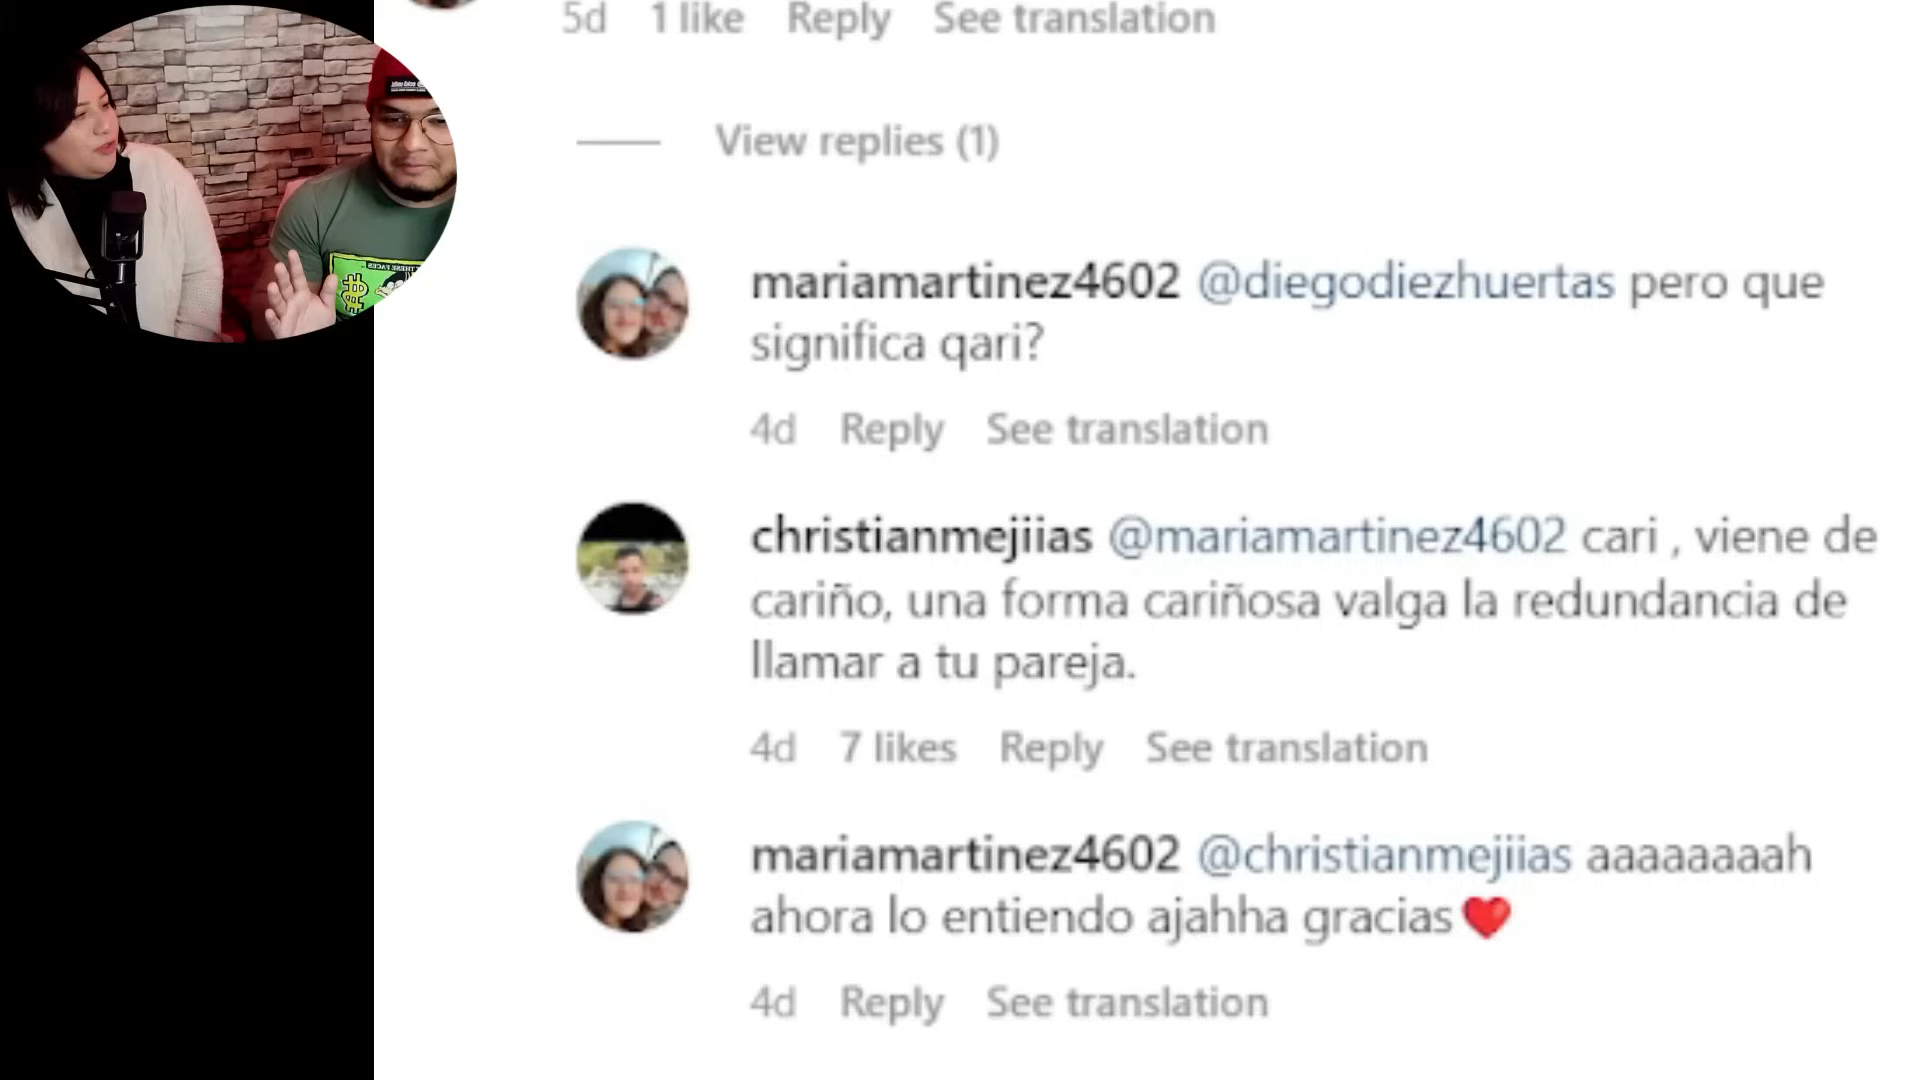 5d 1 like Reply See translation
View replies (1)
mariamartinez4602 @diegodiezhuertas pero que
significa qari?
4d Reply See translation
christianmejiias @mariamartinez4602 cari , viene de
cariño, una forma cariñosa valga la redundancia de
llamar a tu pareja.
4d 7 likes Reply See translation
mariamartinez4602 @christianmejiias aaaaaaaah
ahora lo entiendo ajahha gracias❤️
4d Reply See translation